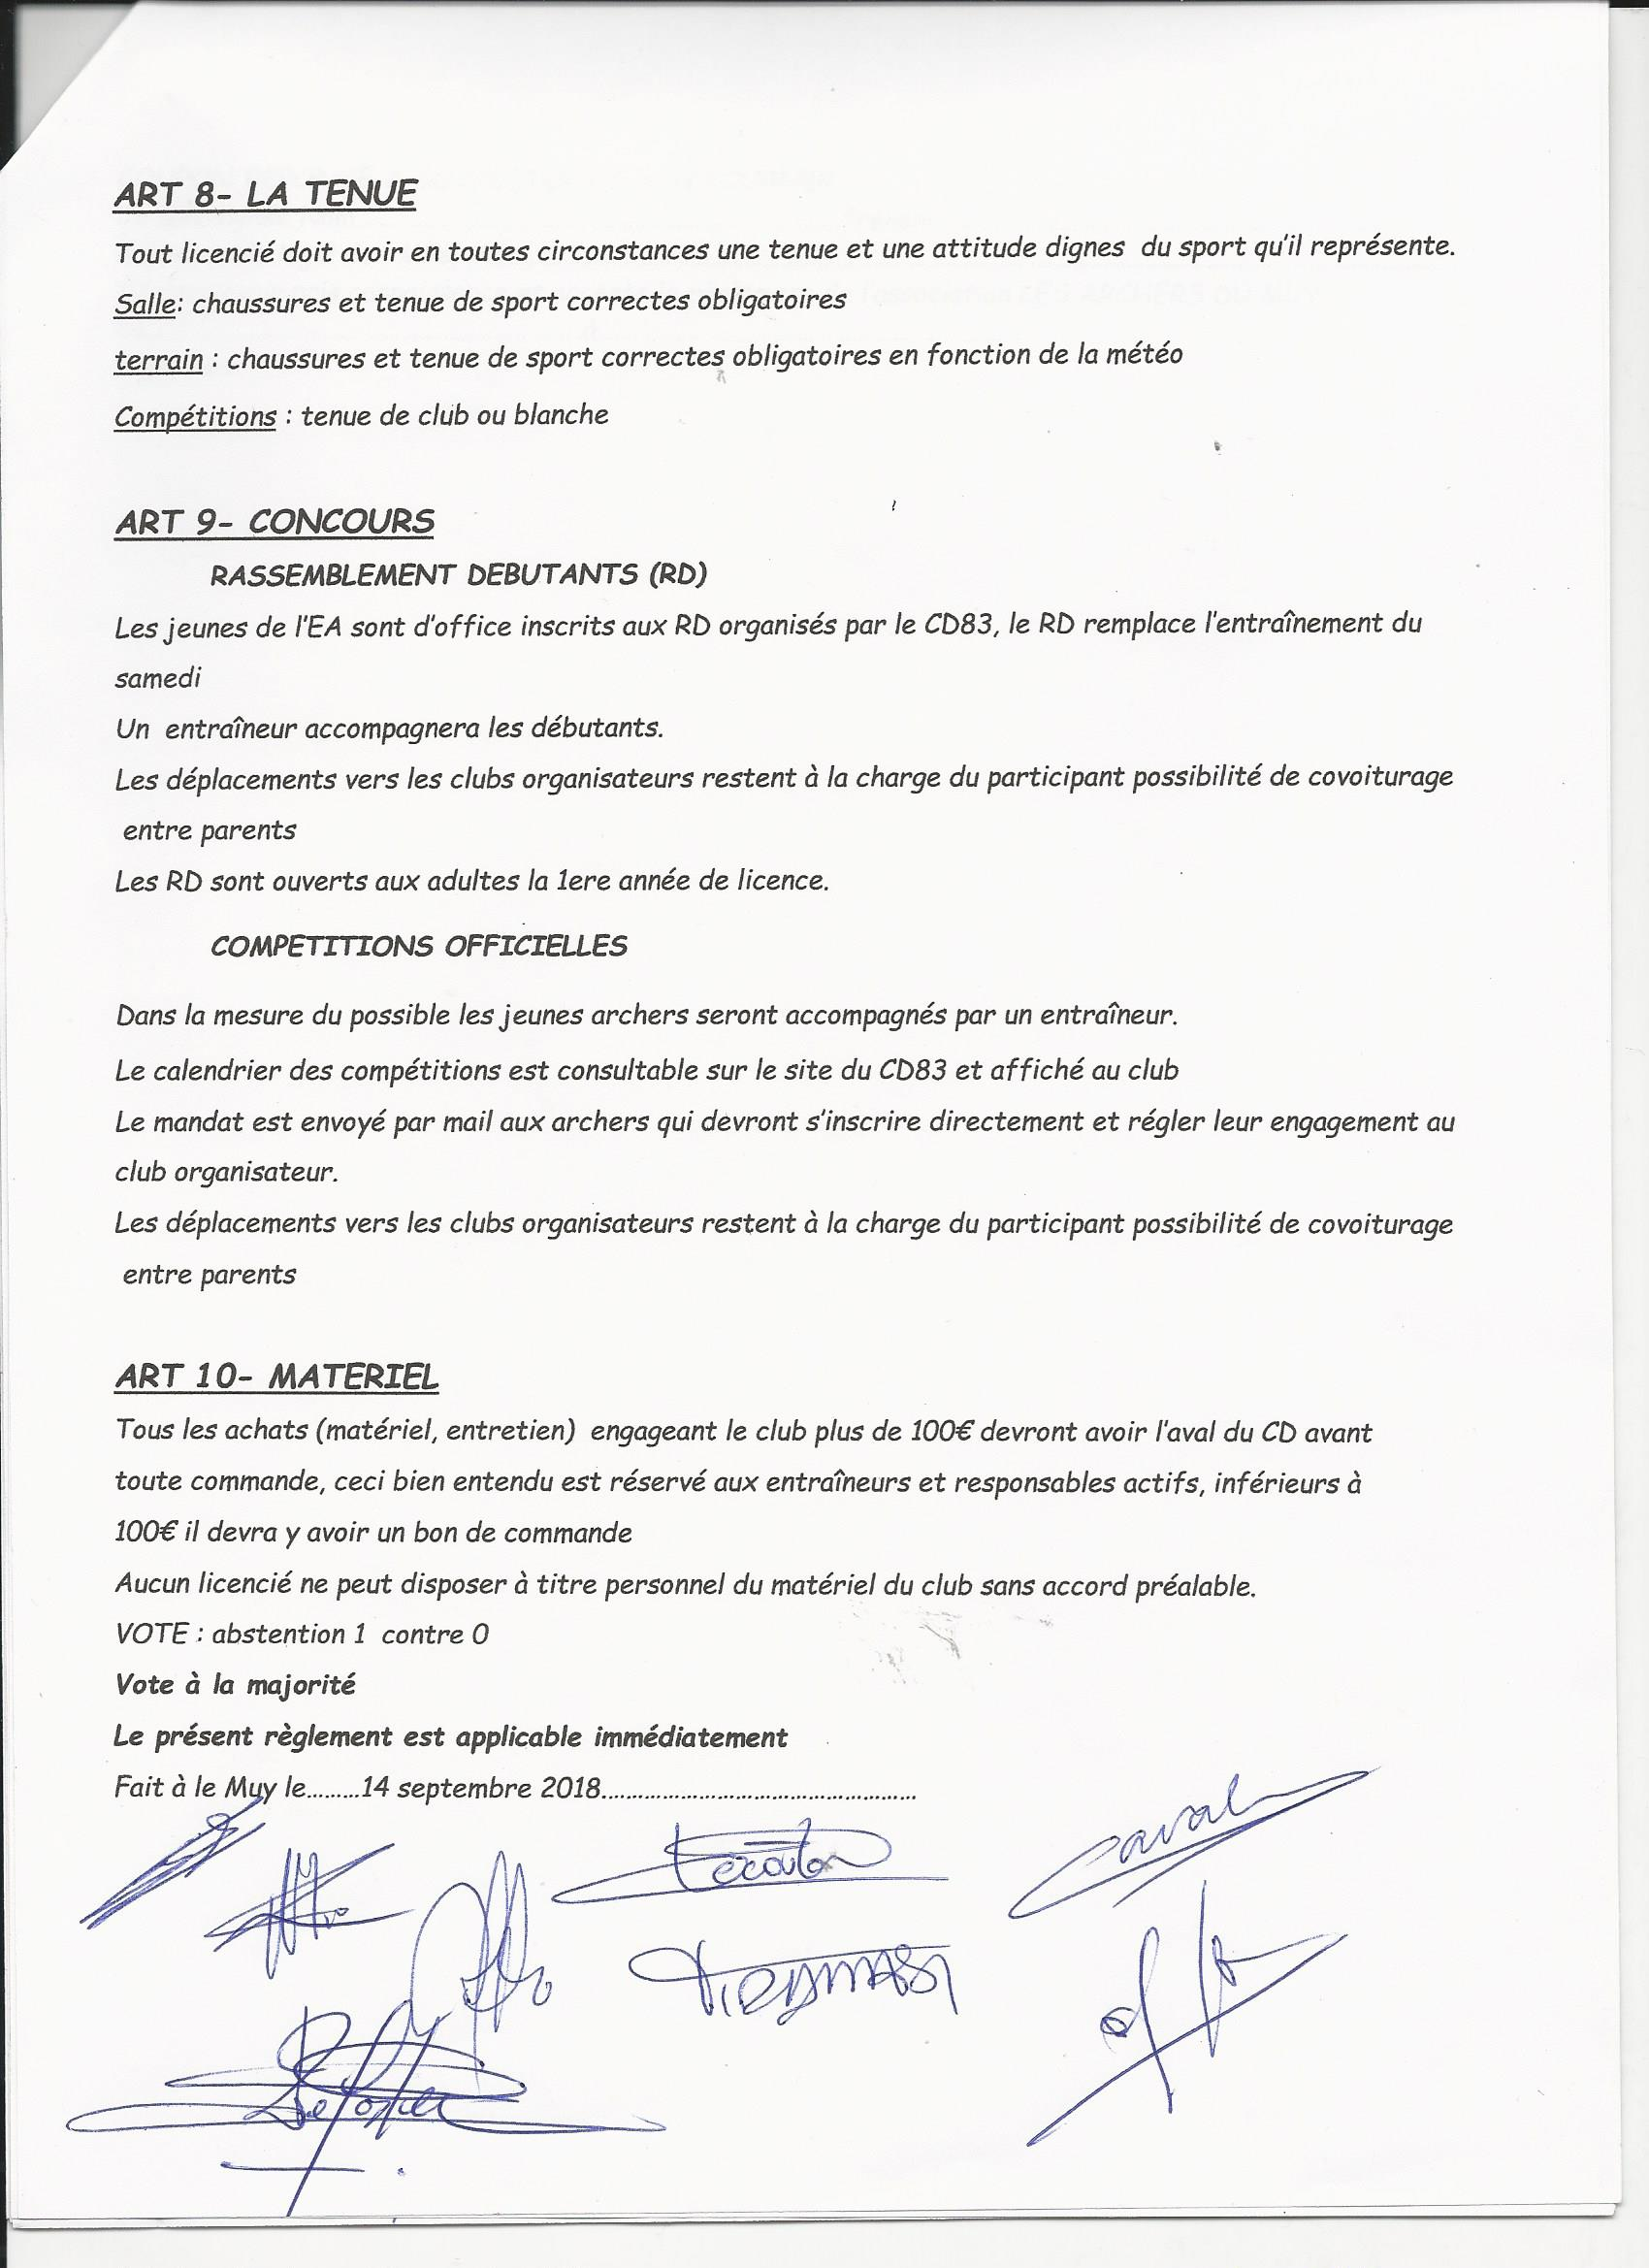 ART 8- LA TENUE
Tout licencié doit avoir en toutes circonstances une tenue et une attitude dignes  du sport qu'il représente.
Salle: chaussures et tenue de sport correctes obligatoires
terrain : chaussures et tenue de sport correctes obligatoires en fonction de la météo
Compétitions : tenue de club ou blanche
ART 9- CONCOURS
RASSEMBLEMENT DEBUTANTS (RD)
Les jeunes de l'EA sont d'office inscrits aux RD organisés par le CD83, le RD remplace l'entraînement du
samedi
Un  entraîneur accompagnera les débutants.
Les déplacements vers les clubs organisateurs restent à la charge du participant possibilité de covoiturage
entre parents
Les RD sont ouverts aux adultes la 1ere année de licence.
COMPETITIONS OFFICIELLES
Dans la mesure du possible les jeunes archers seront accompagnés par un entraîneur.
Le calendrier des compétitions est consultable sur le site du CD83 et affiché au club
Le mandat est envoyé par mail aux archers qui devront s'inscrire directement et régler leur engagement au
club organisateur.
Les déplacements vers les clubs organisateurs restent à la charge du participant possibilité de covoiturage
entre parents
ART 10- MATERIEL
Tous les achats (matériel, entretien)  engageant le club plus de 100€ devront avoir l'aval du CD avant
toute commande, ceci bien entendu est réservé aux entraîneurs et responsables actifs, inférieurs à
100€ il devra y avoir un bon de commande
Aucun licencié ne peut disposer à titre personnel du matériel du club sans accord préalable.
VOTE : abstention 1  contre 0
Vote à la majorité
Le présent règlement est applicable immédiatement
Fait à le Muy le.........14 septembre 2018....................................................